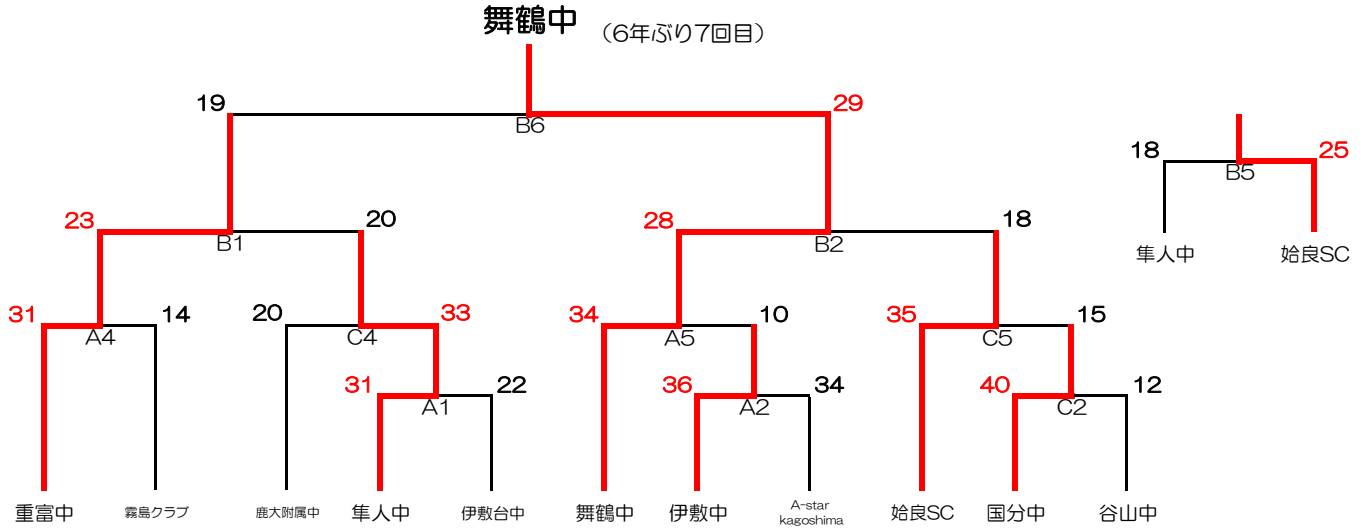 舞鶴中
（6年ぶり7回目）
19
29
B6
18
25
B5
23
20
28
18
B1
B2
隼人中
姶良SC
31
14
20
33
34
10
35
15
A4
C4
A5
C5
31
22
36
34
40
12
A1
A2
C2
重富中
霧島クラブ
鹿大附属中
隼人中
伊敷台中
舞鶴中
伊敷中
A-star
kagoshima
姶良SC
国分中
谷山中